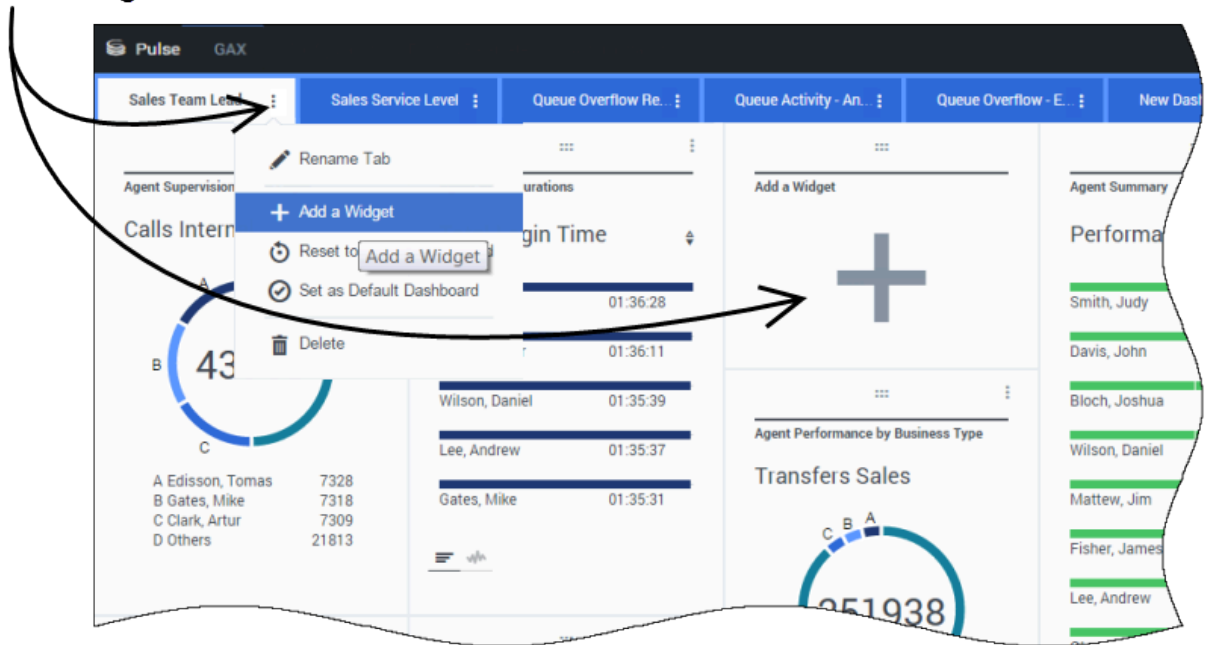 Pulse GAX
Sales Team Lead Sales Service Level Queue Overflow Re... Queue Activity - An... Queue Overflow - E... New Dash
Rename Tab
Add a Widget
Reset to
Add a Widget
Set as Default Dashboard
Delete
Agent Supervision
Calls Intern
A
B
C
43
A Edisson, Tomas 7328
B Gates, Mike 7318
C Clark, Artur 7309
D Others 21813
urations
gin Time
01:36:28
01:36:11
Wilson, Daniel 01:35:39
Lee, Andrew 01:35:37
Gates, Mike 01:35:31
Add a Widget
Agent Performance by Business Type
Transfers Sales
C B A
251938
Agent Summary
Performa
Smith, Judy
Davis, John
Bloch, Joshua
Wilson, Daniel
Mattew, Jim
Fisher, James
Lee, Andrew